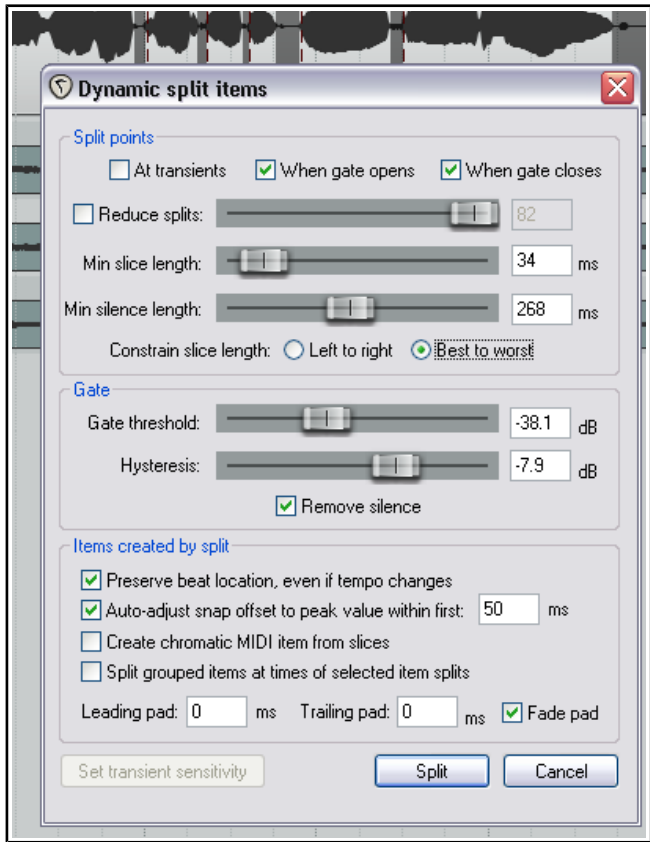 Dynamic split items
Split points
At transients When gate opens When gate closes
Reduce splits: 82
Min slice length: 34 ms
Min silence length: 268 ms
Constrain slice length: Left to right Best to worst
Gate
Gate threshold: -38.1 dB
Hysteresis: -7.9 dB
Remove silence
Items created by split
Preserve beat location, even if tempo changes
Auto-adjust snap offset to peak value within first: 50 ms
Create chromatic MIDI item from slices
Split grouped items at times of selected item splits
Leading pad: 0 ms Trailing pad: 0 ms Fade pad
Set transient sensitivity Split Cancel